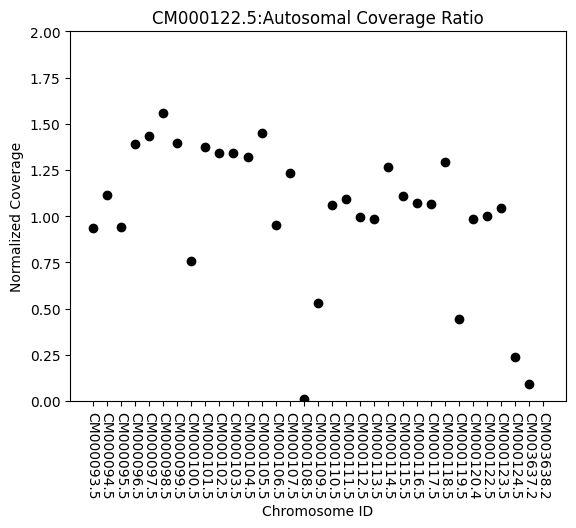 CM000122.5:Autosomal Coverage Ratio
2.00
1.75
1.50
1.25
1.00
0.75
0.50
0.25
0.00
Normalized Coverage
CM000093.5
CM000094.5
CM000095.5
CM000096.5
CM000097.5
CM000098.5
CM000099.5
CM000100.5
CM000101.5
CM000102.5
CM000103.5
CM000104.5
CM000105.5
CM000106.5
CM000107.5
CM000108.5
CM000109.5
CM000110.5
CM000111.5
CM000112.5
CM000113.5
CM000114.5
CM000115.5
CM000116.5
CM000117.5
CM000118.5
CM000119.5
CM000120.4
CM000122.5
CM000123.5
CM000124.5
CM003637.2
CM003638.2
Chromosome ID